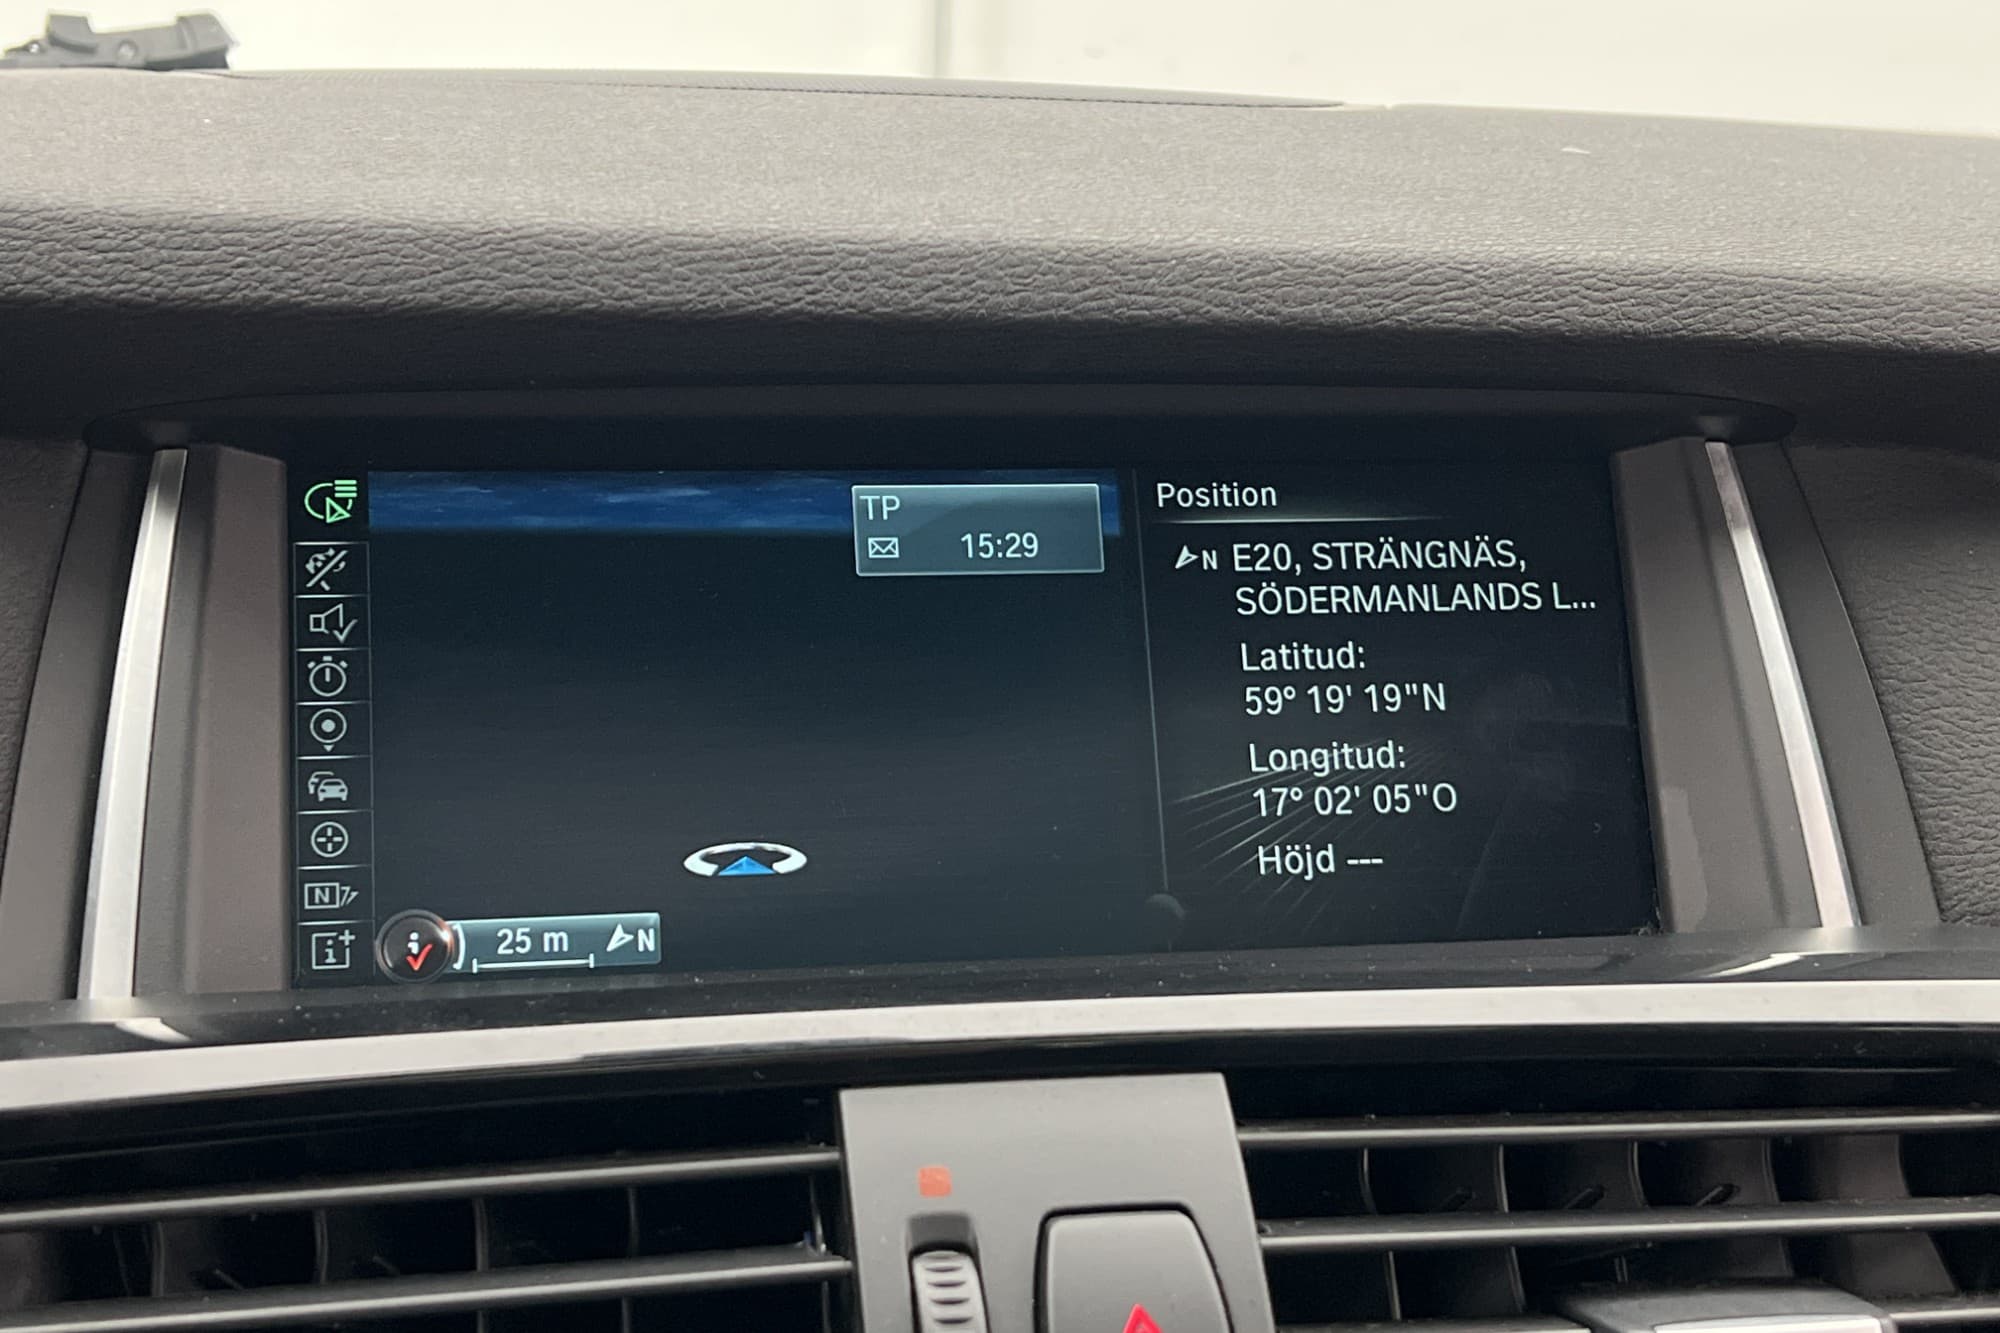 TP
15:29
Position
N E20, STRÄNGNÄS,
SÖDERMANLANDS L...
Latitud:
59° 19' 19"N
Longitud:
17° 02' 05"O
Höjd ---
N
i
i
25 m N